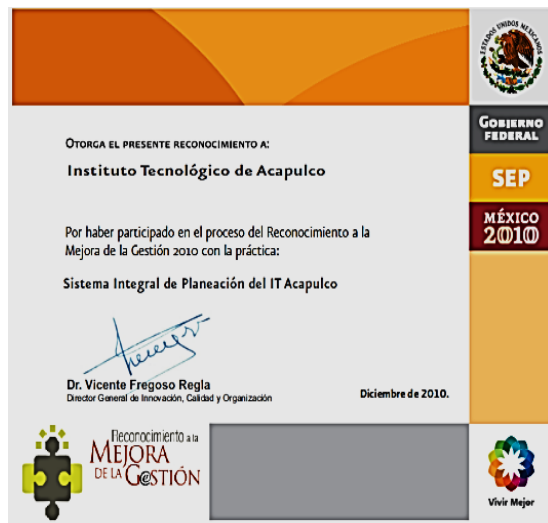 ESTADOS UNIDOS MEXICANOS
GOBIERNO
FEDERAL
SEP
MÉXICO
2010
OTORGA EL PRESENTE RECONOCIMIENTO A:
Instituto Tecnológico de Acapulco
Por haber participado en el proceso del Reconocimiento a la
Mejora de la Gestión 2010 con la práctica:
Sistema Integral de Planeación del IT Acapulco
Dr. Vicente Fregoso Regla
Director General de Innovación, Calidad y Organización
Diciembre de 2010.
Reconocimiento a la
MEJORA
DE LA GESTIÓN
Vivir Mejor